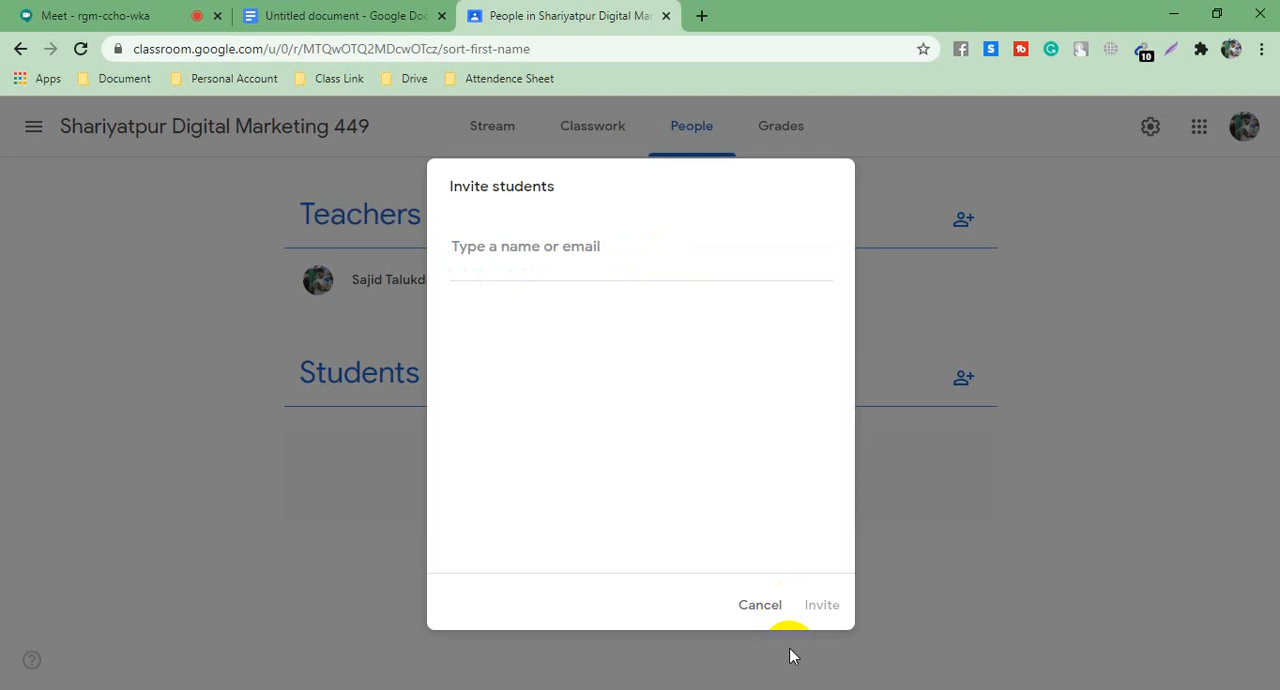 Meet - rgm-ccho-wka
Untitled document - Google Doc
People in Shariyatpur Digital Mar
classroom.google.com/u/0/r/MTQwOTQ2MDcwOTcz/sort-first-name
10
Apps
Document
Personal Account
Class Link
Drive
Attendence Sheet
Shariyatpur Digital Marketing 449
Stream
Classwork
People
Grades
Invite students
Type a name or email
Teachers
Sajid Talukd
Students
Cancel
Invite